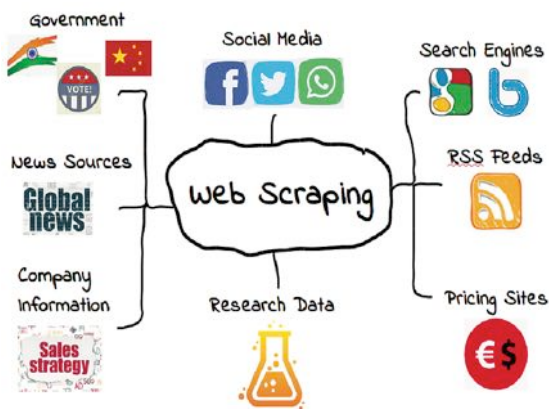 Government
VOTE!
Social Media
f
Search Engines
g
b
News Sources
Global
news
Web Scraping
RSS Feeds
Company
Information
Sales
strategy
Research Data
Pricing Sites
€$